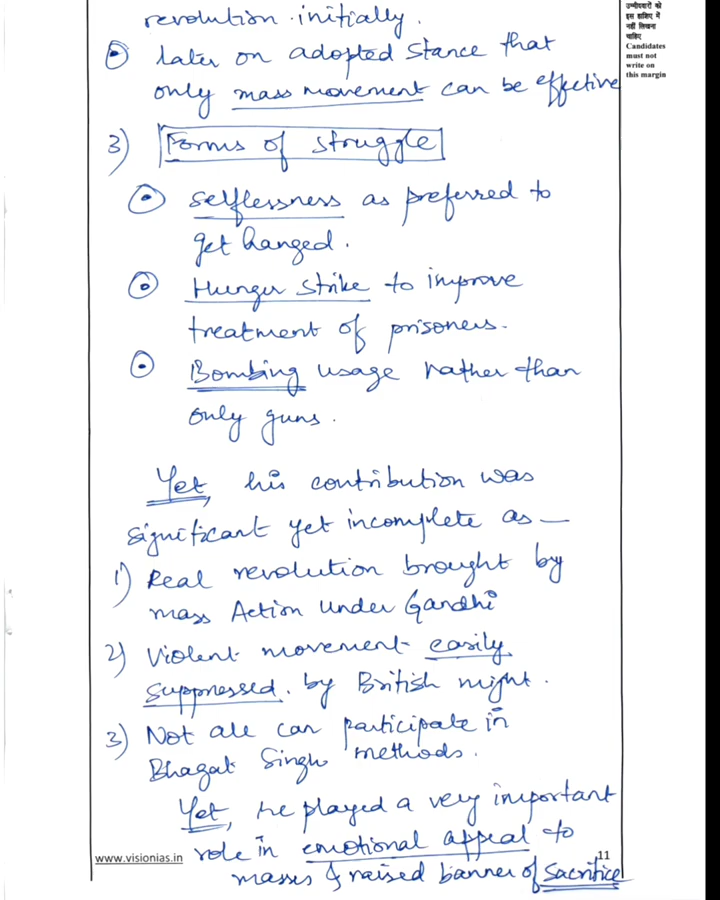 revolution initially.
उम्मीदवारों को
इस हाशिए में
नहीं लिखना
चाहिए
Candidates
must not
write on
this margin
Later on adopted stance that
only mass movement can be effective
3) Forms of struggle
Selflessness as preferred to
get hanged.
Hunger strike to improve
treatment of prisoners.
Bombing usage rather than
only guns.
Yet, his contribution was
significant yet incomplete as —
1) Real revolution brought by
mass Action under Gandhi
2) Violent movement easily
suppressed. by British might.
3) Not all can participate in
Bhagat Singh methods.
Yet, he played a very important
role in emotional appeal to
masses & raised banner of sacrifice
www.visionias.in
11